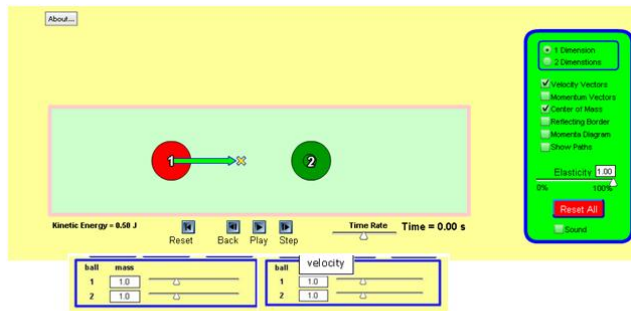 About...
1 Dimension
2 Dimenstions
Velocity Vectors
Momentum Vectors
Center of Mass
Reflecting Border
Momenta Diagram
Show Paths
Elasticity 1.00
0% 100%
Reset All
Sound
1 2
Kinetic Energy = 0.50 J
Reset Back Play Step
Time Rate
Time = 0.00 s
ball mass
1 1.0
2 1.0
ball velocity
1 1.0
2 1.0